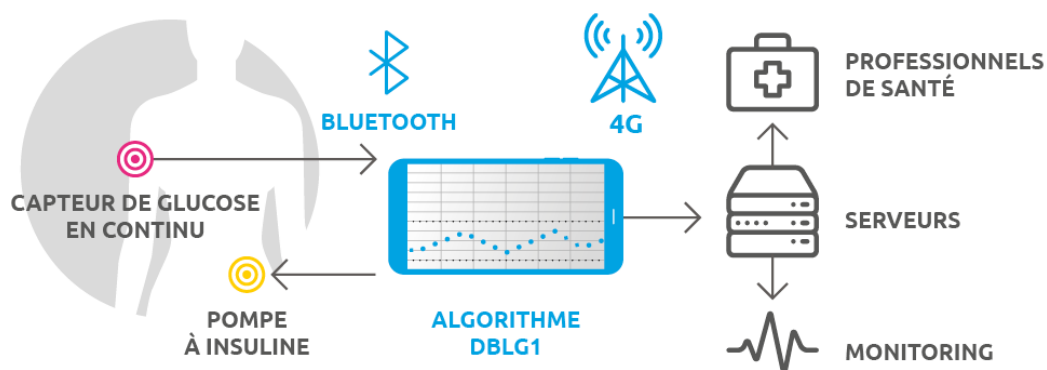 BLUETOOTH
4G
PROFESSIONNELS
DE SANTÉ
CAPTEUR DE GLUCOSE
EN CONTINU
SERVEURS
POMPE
À INSULINE
ALGORITHME
DBLG1
MONITORING